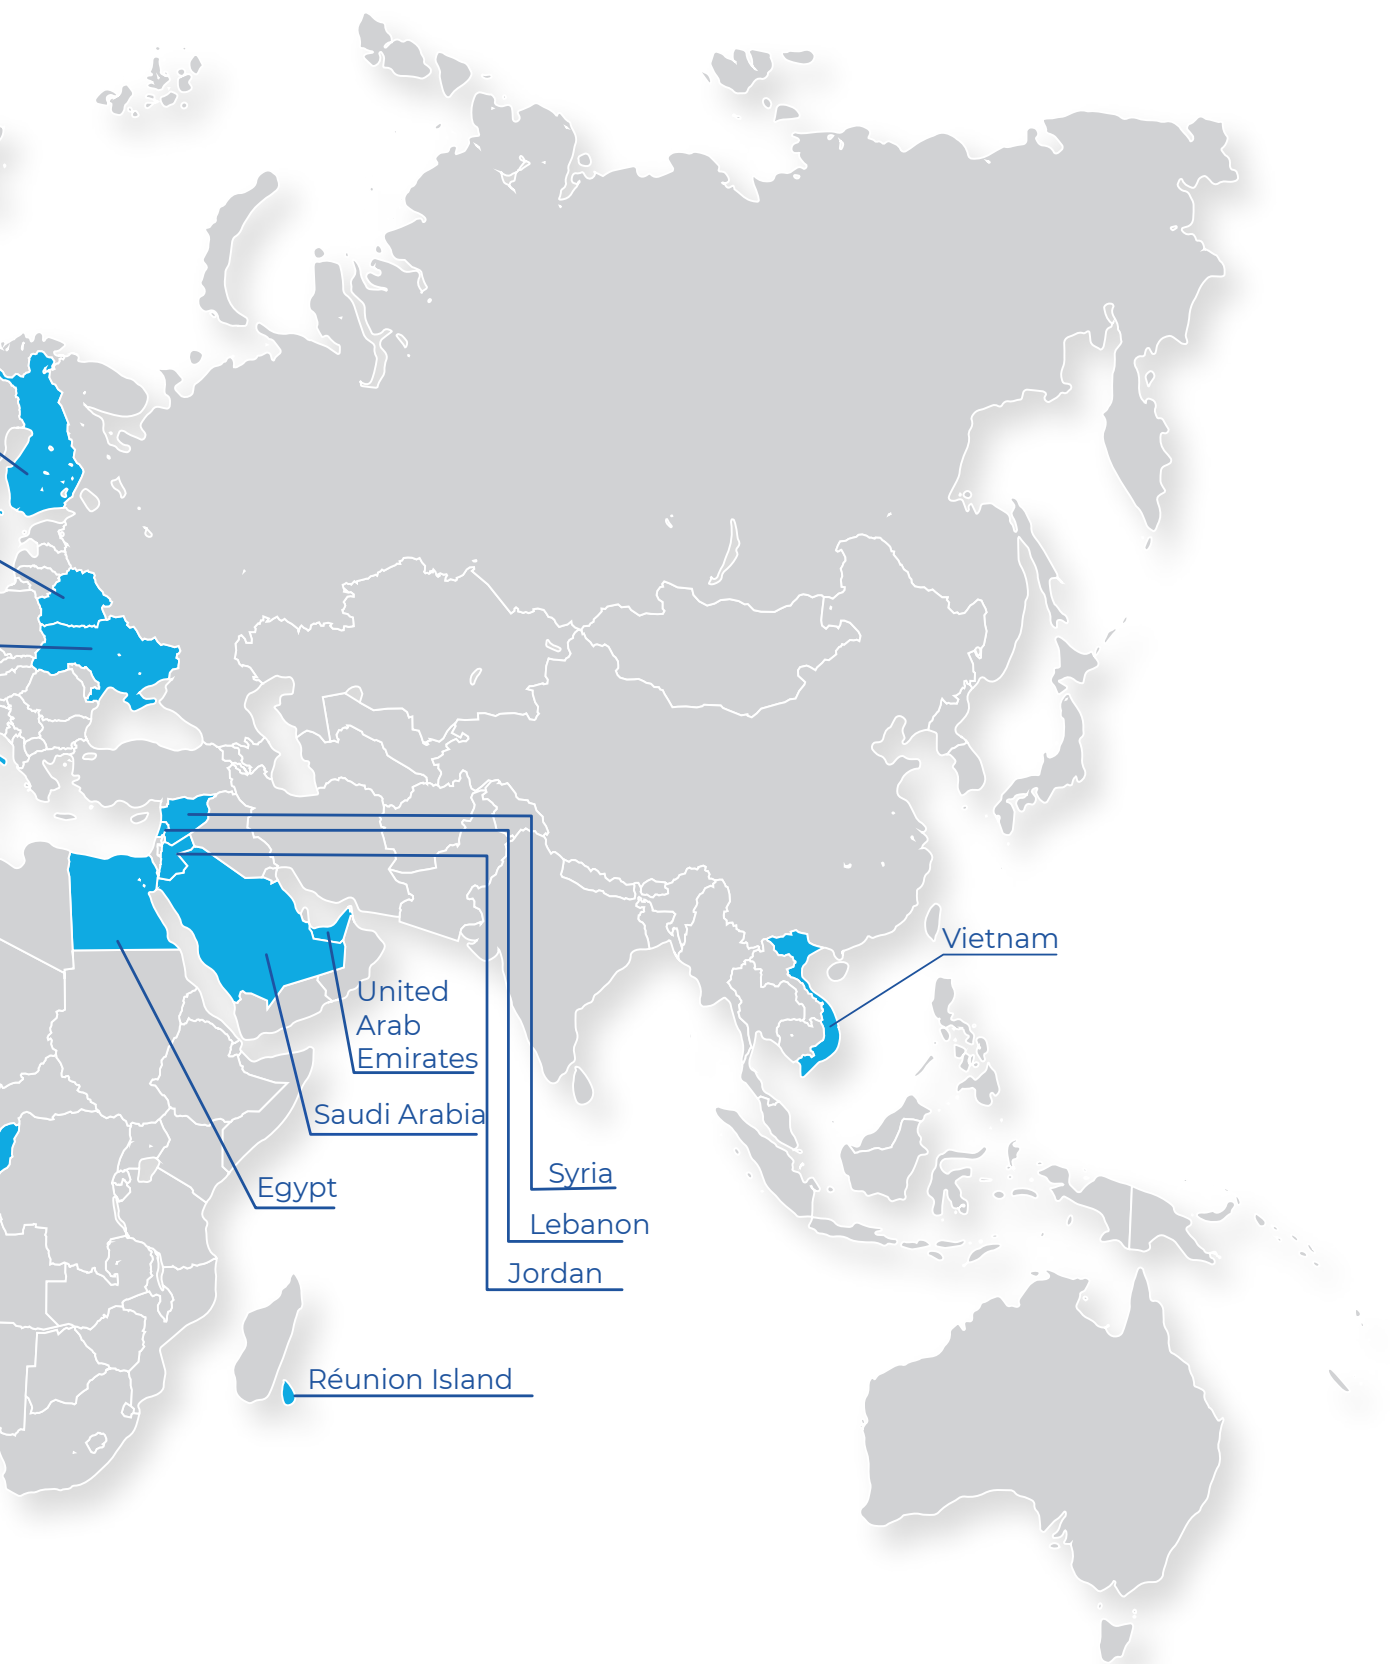 Vietnam
United
Arab
Emirates
Saudi Arabia
Syria
Egypt
Lebanon
Jordan
Réunion Island